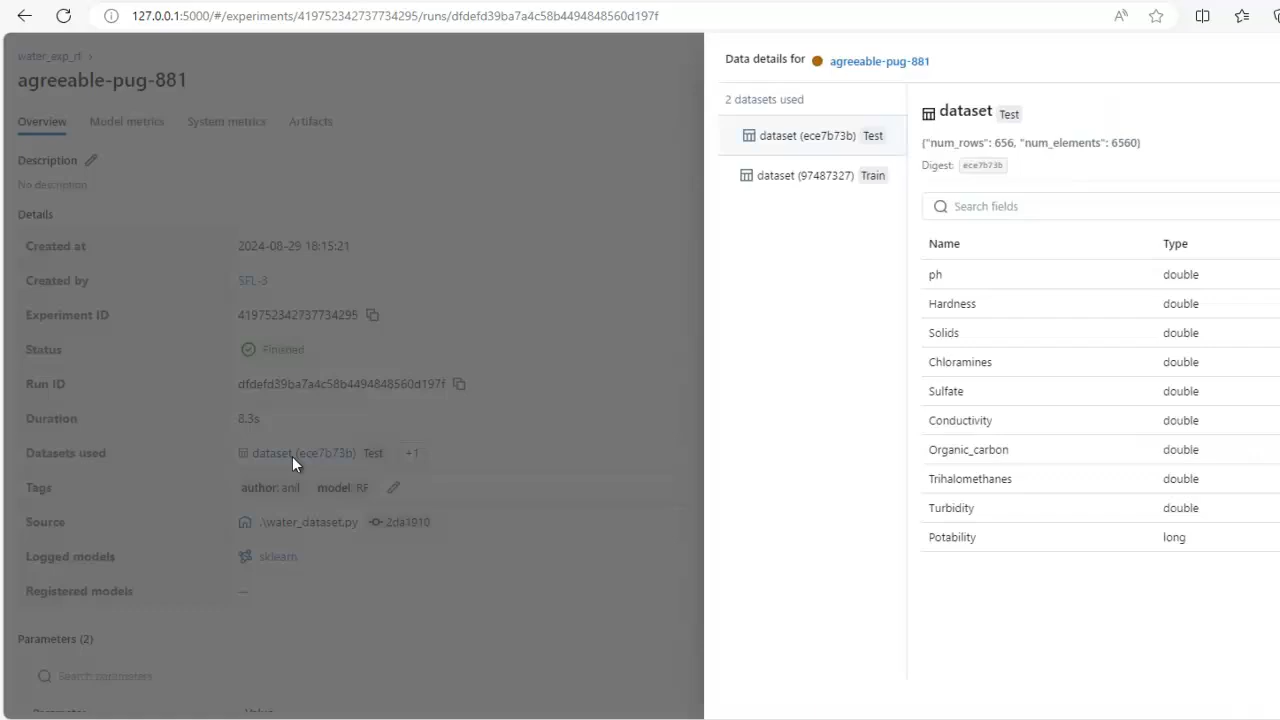 127.0.0.1:5000/#/experiments/419752342737734295/runs/dfdefd39ba7a4c58b4494848560d197f
water_exp_rf ›
agreeable-pug-881
Overview Model metrics System metrics Artifacts
Description
No description
Details
Created at 2024-08-29 18:15:21
Created by SFL-3
Experiment ID 419752342737734295
Status Finished
Run ID dfdefd39ba7a4c58b4494848560d197f
Duration 8.3s
Datasets used dataset (ece7b73b) Test +1
Tags author: anil model: RF
Source .\water_dataset.py 2da1910
Logged models sklearn
Registered models —
Parameters (2)
Search parameters
Parameter Value
Data details for agreeable-pug-881
2 datasets used
dataset (ece7b73b) Test
dataset (97487327) Train
dataset Test
{"num_rows": 656, "num_elements": 6560}
Digest: ece7b73b
Search fields
Name Type
ph double
Hardness double
Solids double
Chloramines double
Sulfate double
Conductivity double
Organic_carbon double
Trihalomethanes double
Turbidity double
Potability long